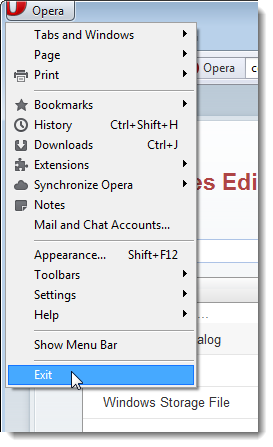 Opera
Tabs and Windows
Page
Print
Opera
Bookmarks
History Ctrl+Shift+H
Downloads Ctrl+J
Extensions
Synchronize Opera
es Edi
Notes
Mail and Chat Accounts...
Appearance... Shift+F12
Toolbars
Settings
Help
...
alog
Show Menu Bar
Exit
Windows Storage File